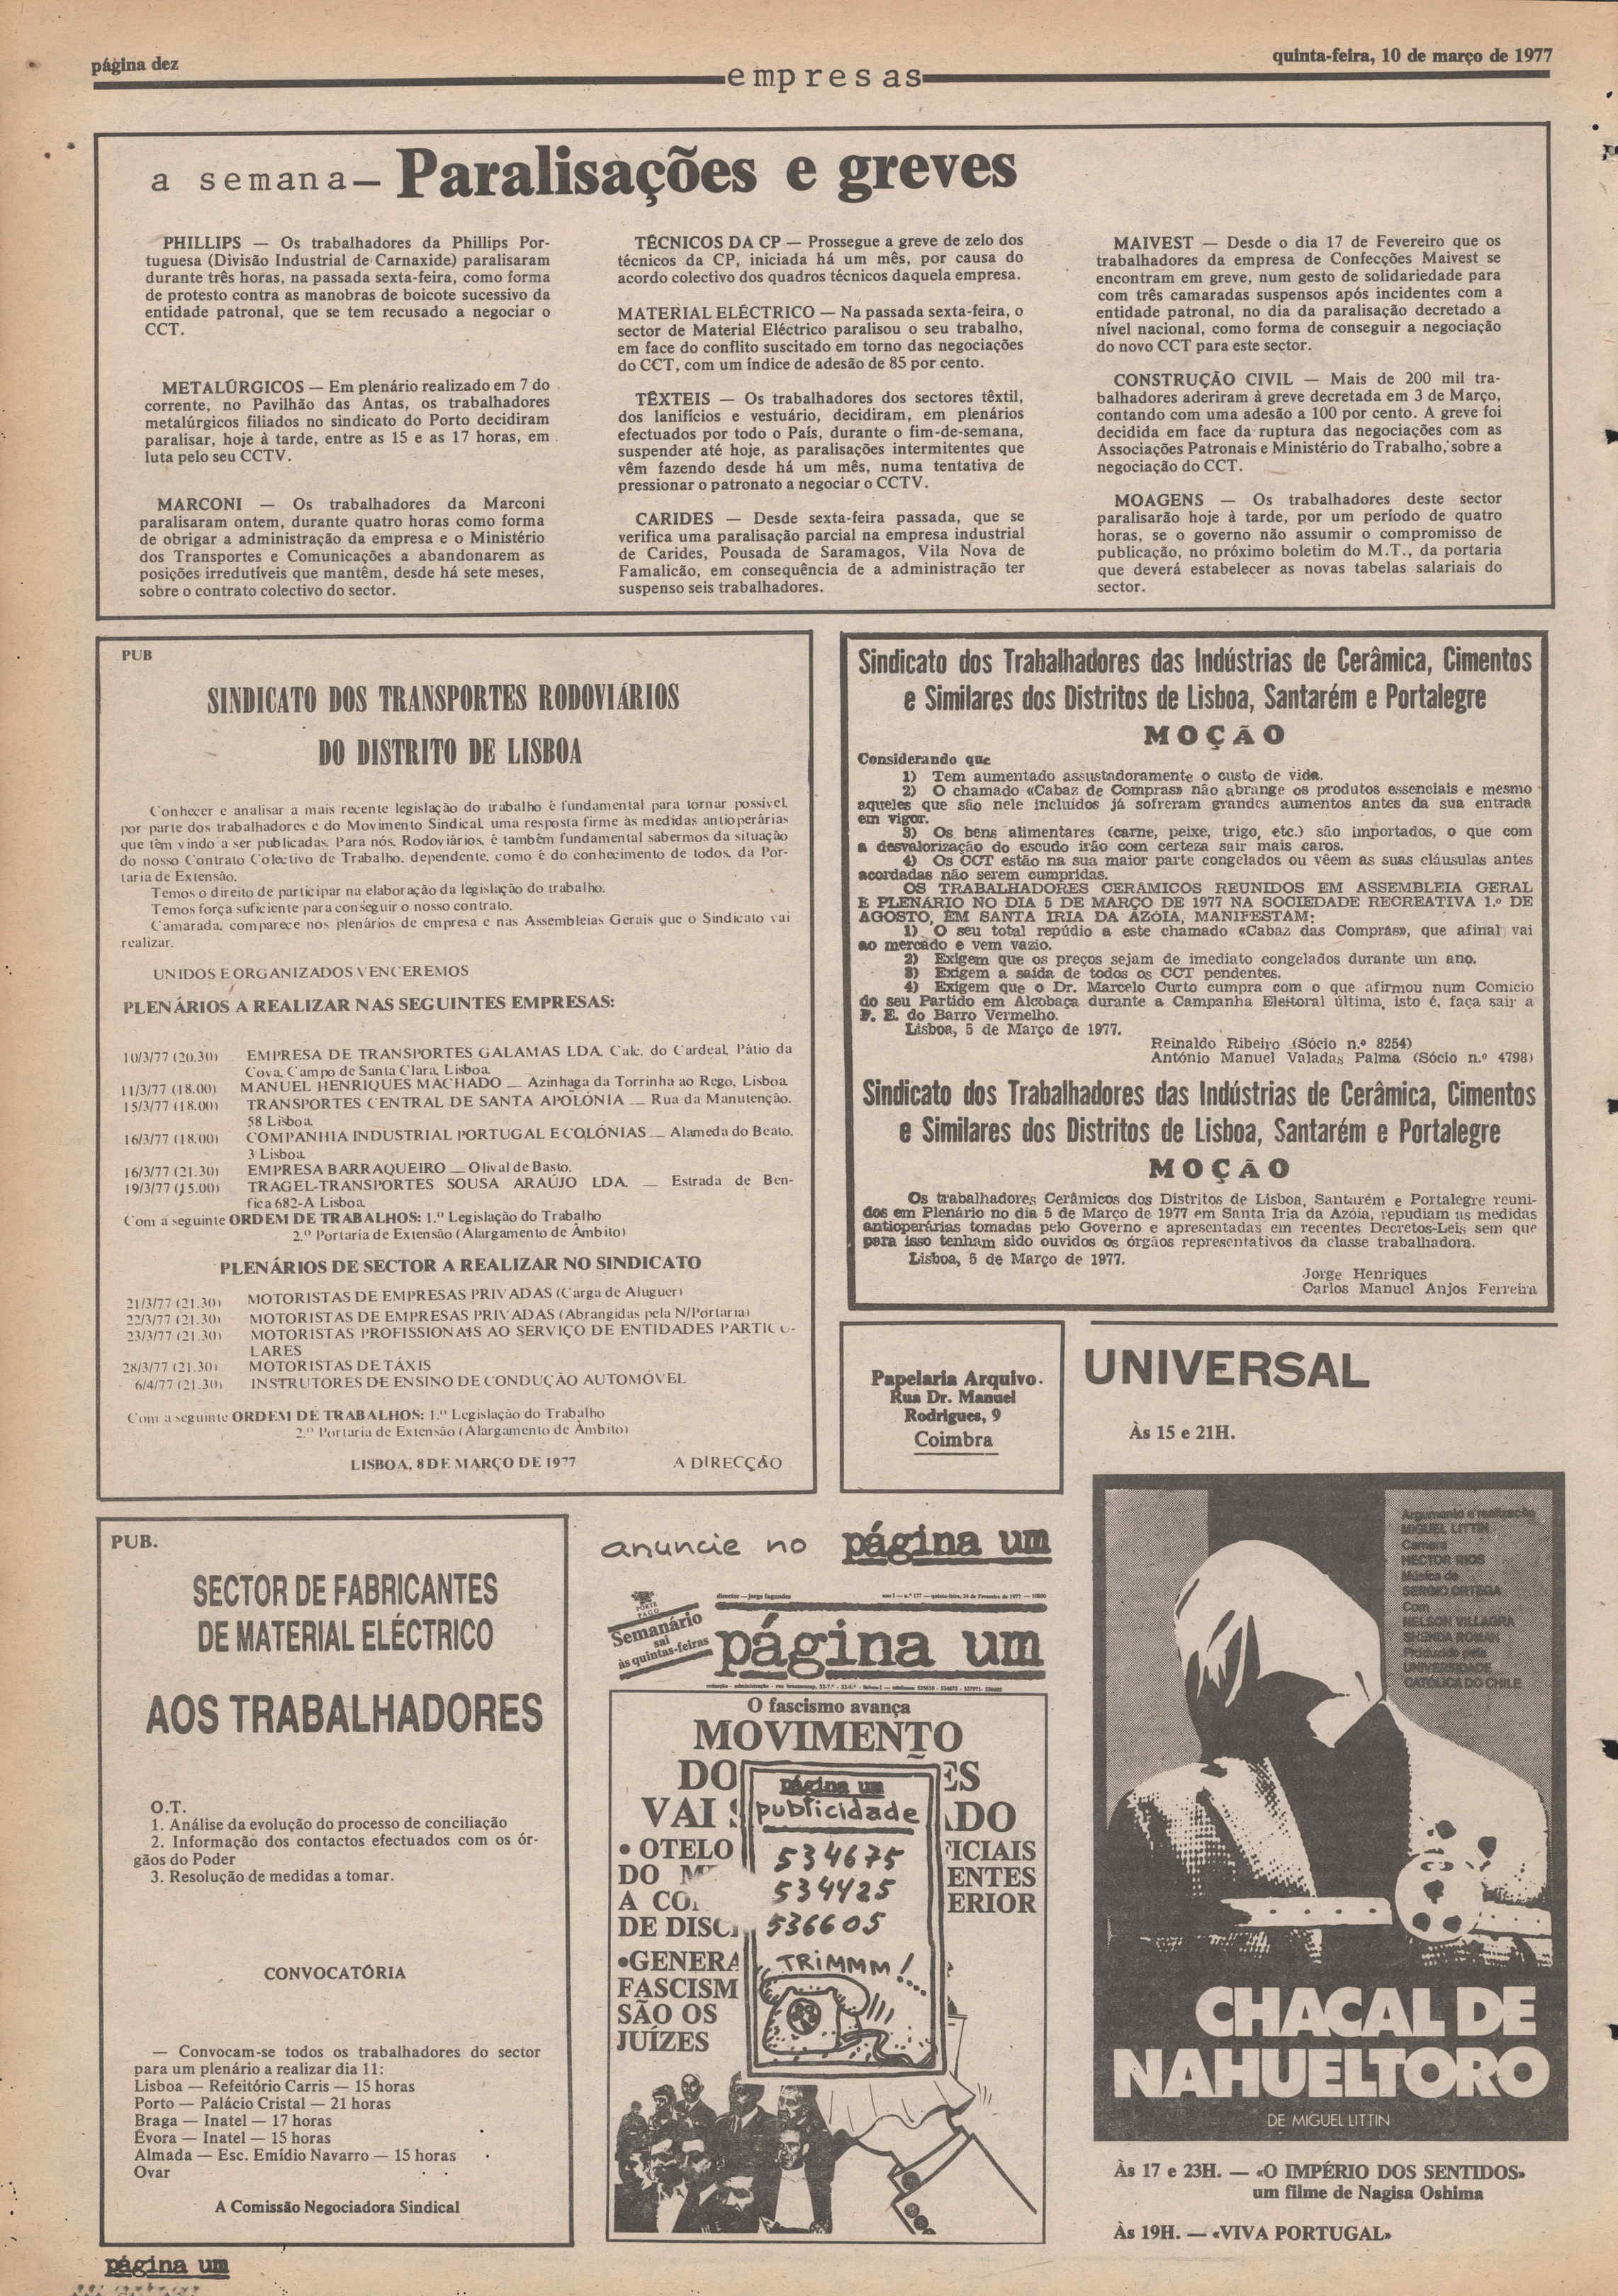 página dez
empresas
quinta-feira, 10 de março de 1977
a semana — Paralisações e greves
PHILLIPS — Os trabalhadores da Phillips Por-
tuguesa (Divisão Industrial de Carnaxide) paralisaram
durante três horas, na passada sexta-feira, como forma
de protesto contra as manobras de boicote sucessivo da
entidade patronal, que se tem recusado a negociar o
CCT.
METALÚRGICOS — Em plenário realizado em 7 do
corrente, no Pavilhão das Antas, os trabalhadores
metalúrgicos filiados no sindicato do Porto decidiram
paralisar, hoje à tarde, entre as 15 e as 17 horas, em
luta pelo seu CCTV.
MARCONI — Os trabalhadores da Marconi
paralisaram ontem, durante quatro horas como forma
de obrigar a administração da empresa e o Ministério
dos Transportes e Comunicações a abandonarem as
posições irredutíveis que mantêm, desde há sete meses,
sobre o contrato colectivo do sector.
TÉCNICOS DA CP — Prossegue a greve de zelo dos
técnicos da CP, iniciada há um mês, por causa do
acordo colectivo dos quadros técnicos daquela empresa.
MATERIAL ELÉCTRICO — Na passada sexta-feira, o
sector de Material Eléctrico paralisou o seu trabalho,
em face do conflito suscitado em torno das negociações
do CCT, com um índice de adesão de 85 por cento.
TÊXTEIS — Os trabalhadores dos sectores têxtil,
dos lanifícios e vestuário, decidiram, em plenários
efectuados por todo o País, durante o fim-de-semana,
suspender até hoje, as paralisações intermitentes que
vêm fazendo desde há um mês, numa tentativa de
pressionar o patronato a negociar o CCTV.
CARIDES — Desde sexta-feira passada, que se
verifica uma paralisação parcial na empresa industrial
de Carides, Pousada de Saramagos, Vila Nova de
Famalicão, em consequência de a administração ter
suspenso seis trabalhadores.
MAIVEST — Desde o dia 17 de Fevereiro que os
trabalhadores da empresa de Confecções Maivest se
encontram em greve, num gesto de solidariedade para
com três camaradas suspensos após incidentes com a
entidade patronal, no dia da paralisação decretado a
nível nacional, como forma de conseguir a negociação
do novo CCT para este sector.
CONSTRUÇÃO CIVIL — Mais de 200 mil tra-
balhadores aderiram à greve decretada em 3 de Março,
contando com uma adesão a 100 por cento. A greve foi
decidida em face da ruptura das negociações com as
Associações Patronais e Ministério do Trabalho, sobre a
negociação do CCT.
MOAGENS — Os trabalhadores deste sector
paralisarão hoje à tarde, por um período de quatro
horas, se o governo não assumir o compromisso de
publicação, no próximo boletim do M.T., da portaria
que deverá estabelecer as novas tabelas salariais do
sector.
PUB
SINDICATO DOS TRANSPORTES RODOVIÁRIOS
DO DISTRITO DE LISBOA
Conhecer e analisar a mais recente legislação do trabalho é fundamental para tornar possível,
por parte dos trabalhadores e do Movimento Sindical, uma resposta firme às medidas antioperárias
que têm vindo a ser publicadas. Para nós, Rodoviários, é também fundamental sabermos da situação
do nosso Contrato Colectivo de Trabalho, dependente, como é do conhecimento de todos, da Por-
taria de Extensão.
Temos o direito de participar na elaboração da legislação do trabalho.
Temos força suficiente para conseguir o nosso contrato.
Camarada, comparece nos plenários de empresa e nas Assembleias Gerais que o Sindicato vai
realizar.
UNIDOS E ORGANIZADOS VENCEREMOS
PLENÁRIOS A REALIZAR NAS SEGUINTES EMPRESAS:
10/3/77 (20.30) EMPRESA DE TRANSPORTES GALAMAS LDA. Calc. do Cardeal, Pátio da
Cova, Campo de Santa Clara, Lisboa.
11/3/77 (18.00) MANUEL HENRIQUES MACHADO — Azinhaga da Torrinha ao Rego, Lisboa
15/3/77 (18.00) TRANSPORTES CENTRAL DE SANTA APOLÓNIA — Rua da Manutenção,
58 Lisboa.
16/3/77 (18.00) COMPANHIA INDUSTRIAL PORTUGAL E COLÓNIAS — Alameda do Beato,
3 Lisboa.
16/3/77 (21.30) EMPRESA BARRAQUEIRO — Olival de Basto.
19/3/77 (15.00) TRAGEL-TRANSPORTES SOUSA ARAÚJO LDA. — Estrada de Ben-
fica 682-A Lisboa.
Com a seguinte ORDEM DE TRABALHOS: 1.º Legislação do Trabalho
2.º Portaria de Extensão (Alargamento de Âmbito)
PLENÁRIOS DE SECTOR A REALIZAR NO SINDICATO
21/3/77 (21.30) MOTORISTAS DE EMPRESAS PRIVADAS (Carga de Aluguer)
22/3/77 (21.30) MOTORISTAS DE EMPRESAS PRIVADAS (Abrangidas pela N/Portaria)
23/3/77 (21.30) MOTORISTAS PROFISSIONAIS AO SERVIÇO DE ENTIDADES PARTICU-
LARES
28/3/77 (21.30) MOTORISTAS DE TÁXIS
6/4/77 (21.30) INSTRUTORES DE ENSINO DE CONDUÇÃO AUTOMÓVEL
Com a seguinte ORDEM DE TRABALHOS: 1.º Legislação do Trabalho
2.º Portaria de Extensão (Alargamento de Âmbito)
LISBOA, 8 DE MARÇO DE 1977 A DIRECÇÃO
Sindicato dos Trabalhadores das Indústrias de Cerâmica, Cimentos
e Similares dos Distritos de Lisboa, Santarém e Portalegre
MOÇÃO
Considerando que
1) Tem aumentado assustadoramente o custo de vida.
2) O chamado «Cabaz de Compras» não abrange os produtos essenciais e mesmo
aqueles que são nele incluídos já sofreram grandes aumentos antes da sua entrada
em vigor.
3) Os bens alimentares (carne, peixe, trigo, etc.) são importados, o que com
a desvalorização do escudo irão com certeza sair mais caros.
4) Os CCT estão na sua maior parte congelados ou vêem as suas cláusulas antes
acordadas não serem cumpridas.
OS TRABALHADORES CERÂMICOS REUNIDOS EM ASSEMBLEIA GERAL
E PLENÁRIO NO DIA 5 DE MARÇO DE 1977 NA SOCIEDADE RECREATIVA 1.º DE
AGOSTO, EM SANTA IRIA DA AZÓIA, MANIFESTAM:
1) O seu total repúdio a este chamado «Cabaz das Compras», que afinal vai
ao mercado e vem vazio.
2) Exigem que os preços sejam de imediato congelados durante um ano.
3) Exigem a saída de todos os CCT pendentes.
4) Exigem que o Dr. Marcelo Curto cumpra com o que afirmou num Comício
do seu Partido em Alcobaça durante a Campanha Eleitoral última, isto é, faça sair a
P. E. do Barro Vermelho.
Lisboa, 5 de Março de 1977.
Reinaldo Ribeiro (Sócio n.º 8254)
António Manuel Valadas Palma (Sócio n.º 4798)
Sindicato dos Trabalhadores das Indústrias de Cerâmica, Cimentos
e Similares dos Distritos de Lisboa, Santarém e Portalegre
MOÇÃO
Os trabalhadores Cerâmicos dos Distritos de Lisboa, Santarém e Portalegre reuni-
dos em Plenário no dia 5 de Março de 1977 em Santa Iria da Azóia, repudiam as medidas
antioperárias tomadas pelo Governo e apresentadas em recentes Decretos-Leis sem que
para isso tenham sido ouvidos os órgãos representativos da classe trabalhadora.
Lisboa, 5 de Março de 1977.
Jorge Henriques
Carlos Manuel Anjos Ferreira
Papelaria Arquivo.
Rua Dr. Manuel
Rodrigues, 9
Coimbra
UNIVERSAL
Às 15 e 21H.
Argumento e realização
MIGUEL LITTIN
Camara
HECTOR RIOS
Música de
SERGIO ORTEGA
Com
NELSON VILLAGRA
SHENDA ROMAN
Produzido pela
UNIVERSIDADE
CATÓLICA DO CHILE
CHACAL DE
NAHUELTORO
DE MIGUEL LITTIN
Às 17 e 23H. — «O IMPÉRIO DOS SENTIDOS»
um filme de Nagisa Oshima
Às 19H. — «VIVA PORTUGAL»
PUB.
SECTOR DE FABRICANTES
DE MATERIAL ELÉCTRICO
AOS TRABALHADORES
O.T.
1. Análise da evolução do processo de conciliação
2. Informação dos contactos efectuados com os ór-
gãos do Poder
3. Resolução de medidas a tomar.
CONVOCATÓRIA
— Convocam-se todos os trabalhadores do sector
para um plenário a realizar dia 11:
Lisboa — Refeitório Carris — 15 horas
Porto — Palácio Cristal — 21 horas
Braga — Inatel — 17 horas
Évora — Inatel — 15 horas
Almada — Esc. Emídio Navarro — 15 horas
Ovar
A Comissão Negociadora Sindical
anuncie no página um
PORTE
PAGO
director — jorge fagundes
ano I — n.º 177 — quinta-feira, 24 de Fevereiro de 1977 — 10$00
Semanário
sai
às quintas-feiras
página um
O fascismo avança
MOVIMENTO
DO ES
VAI S ADO
• OTELO
DO
A CO
DE DISC
ICIAIS
ENTES
ERIOR
•GENERA
FASCISM
SÃO OS
JUÍZES
página um
publicidade
534675
534425
536605
TRIMMM!
página um